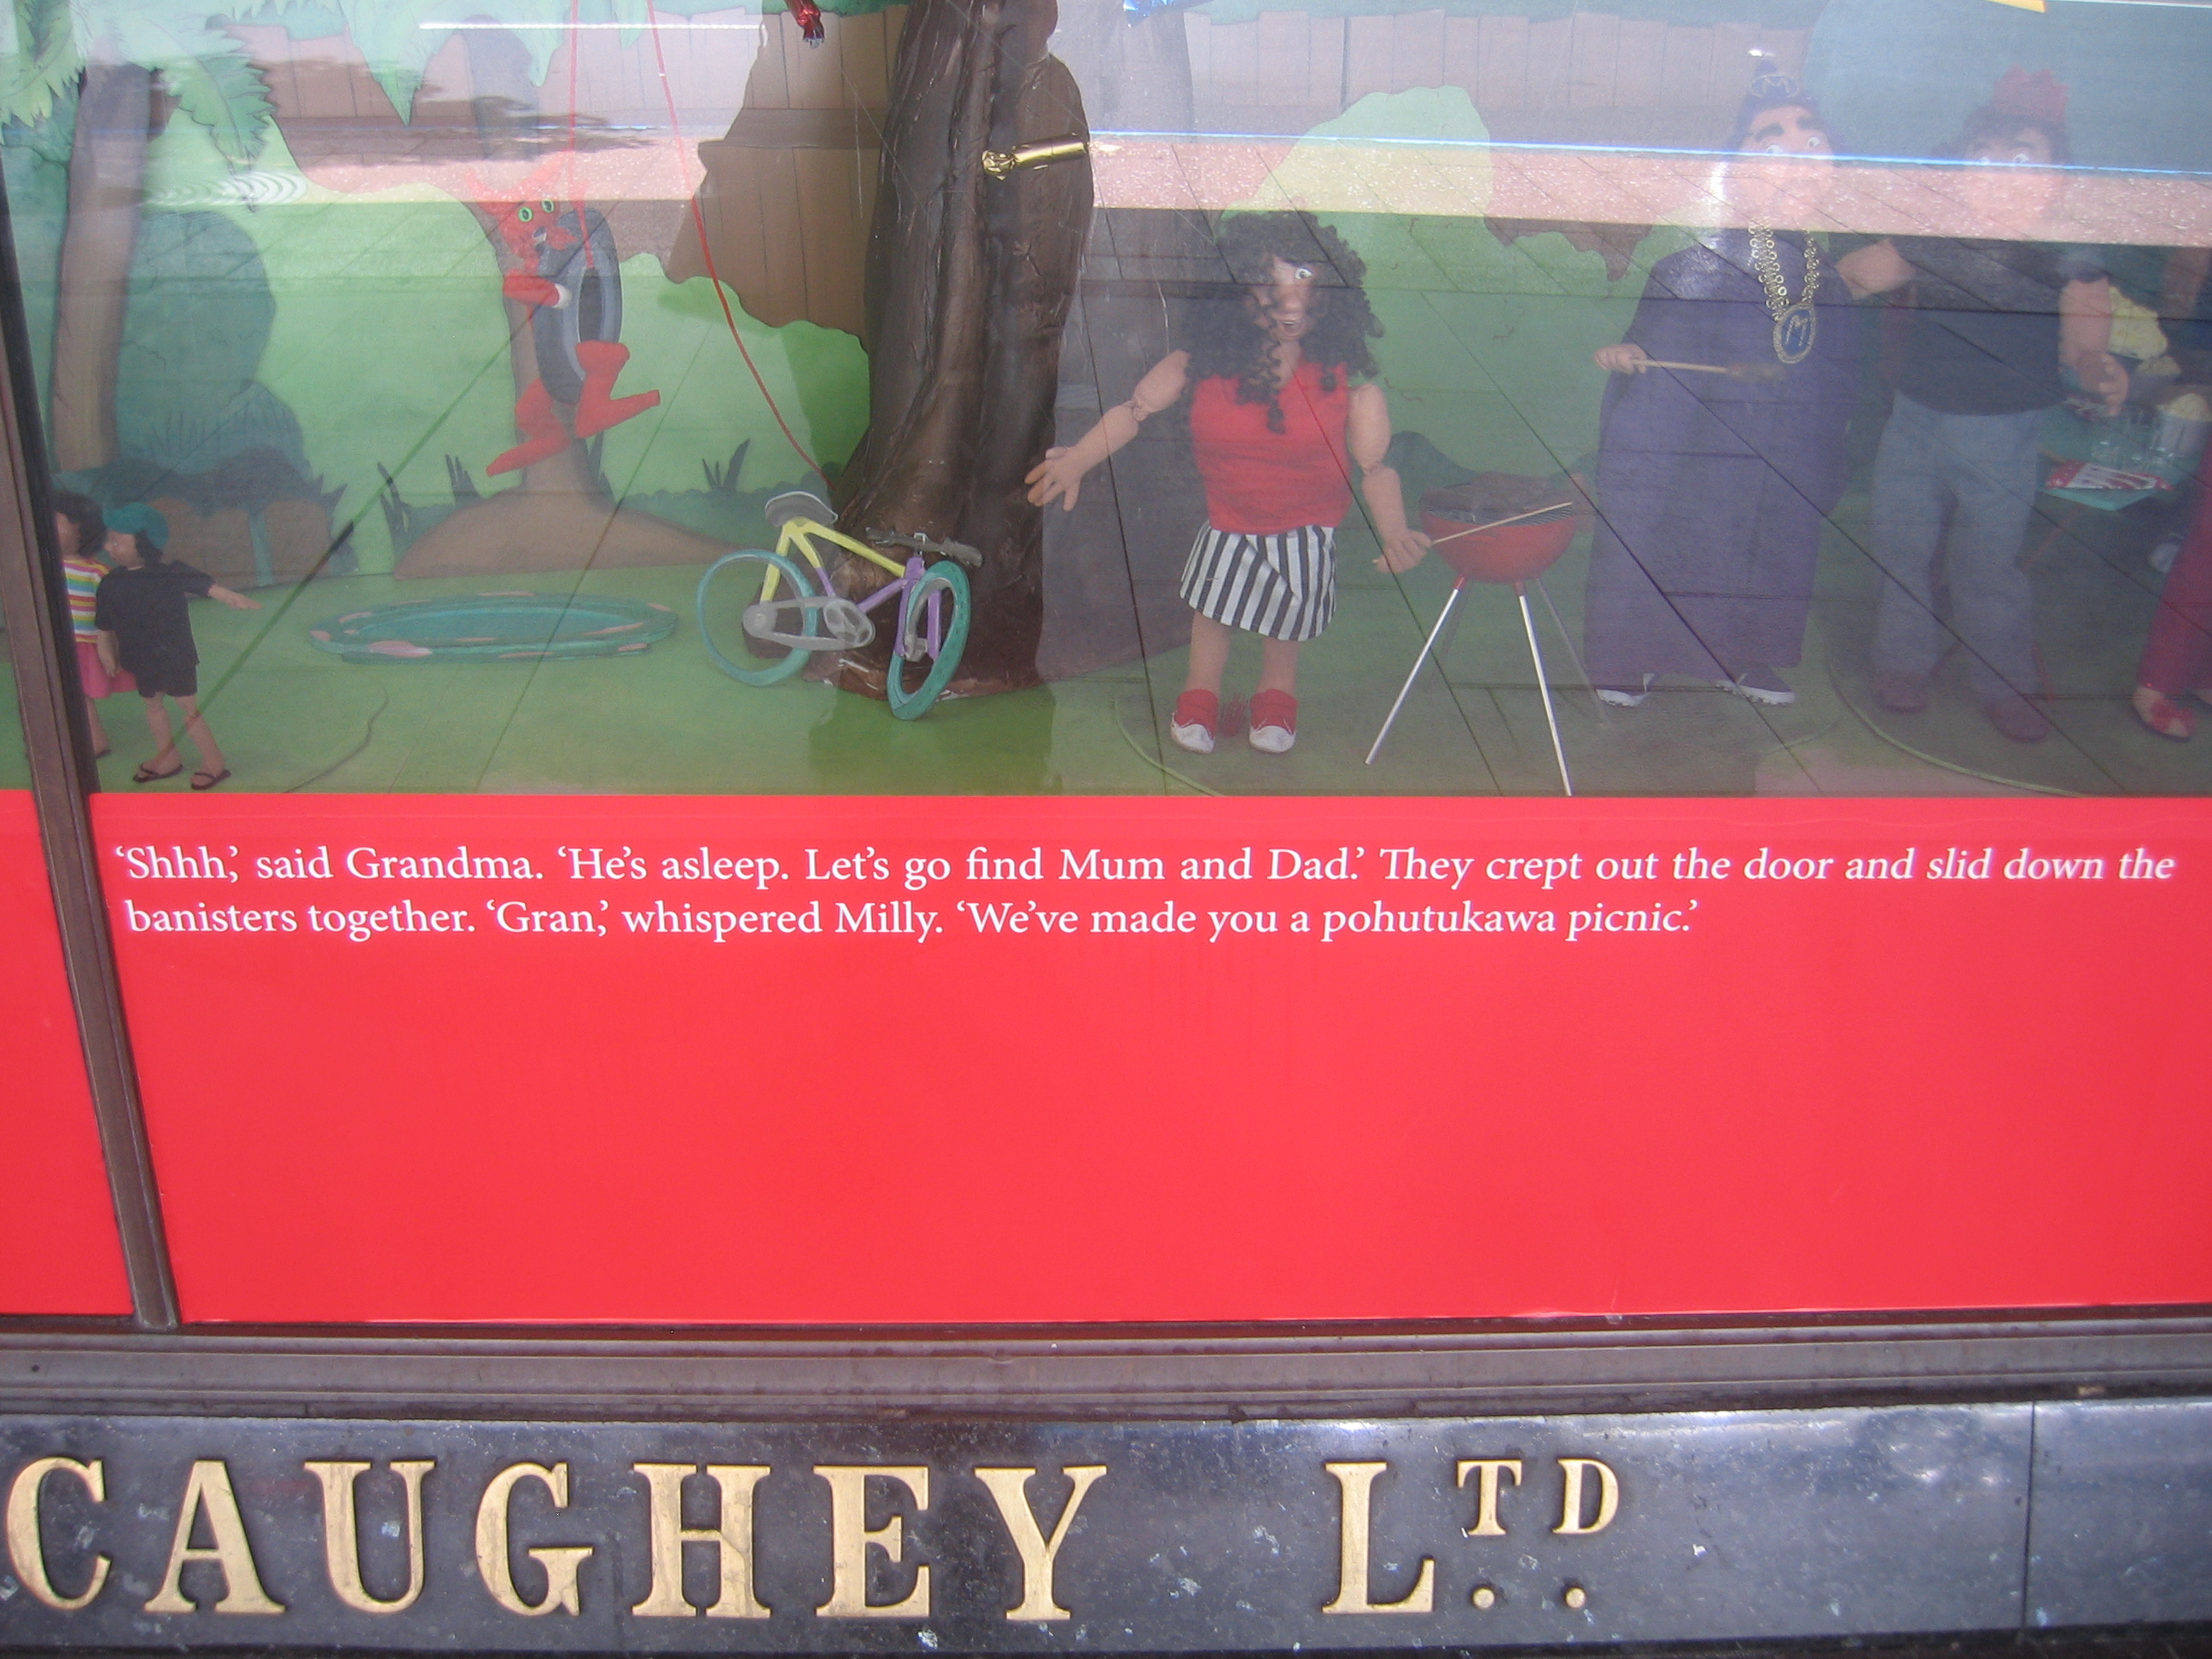 ‘Shhh,’ said Grandma. ‘He’s asleep. Let’s go find Mum and Dad.’ They crept out the door and slid down the
banisters together. ‘Gran,’ whispered Milly. ‘We’ve made you a pohutukawa picnic.’
CAUGHEY LTD.